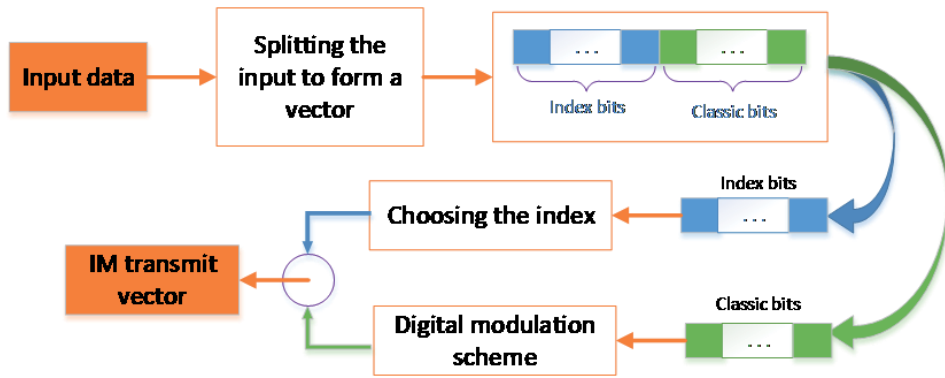 Input data
Splitting the
input to form a
vector
...
...
Index bits
Classic bits
Index bits
...
Choosing the index
IM transmit
vector
Classic bits
...
Digital modulation
scheme